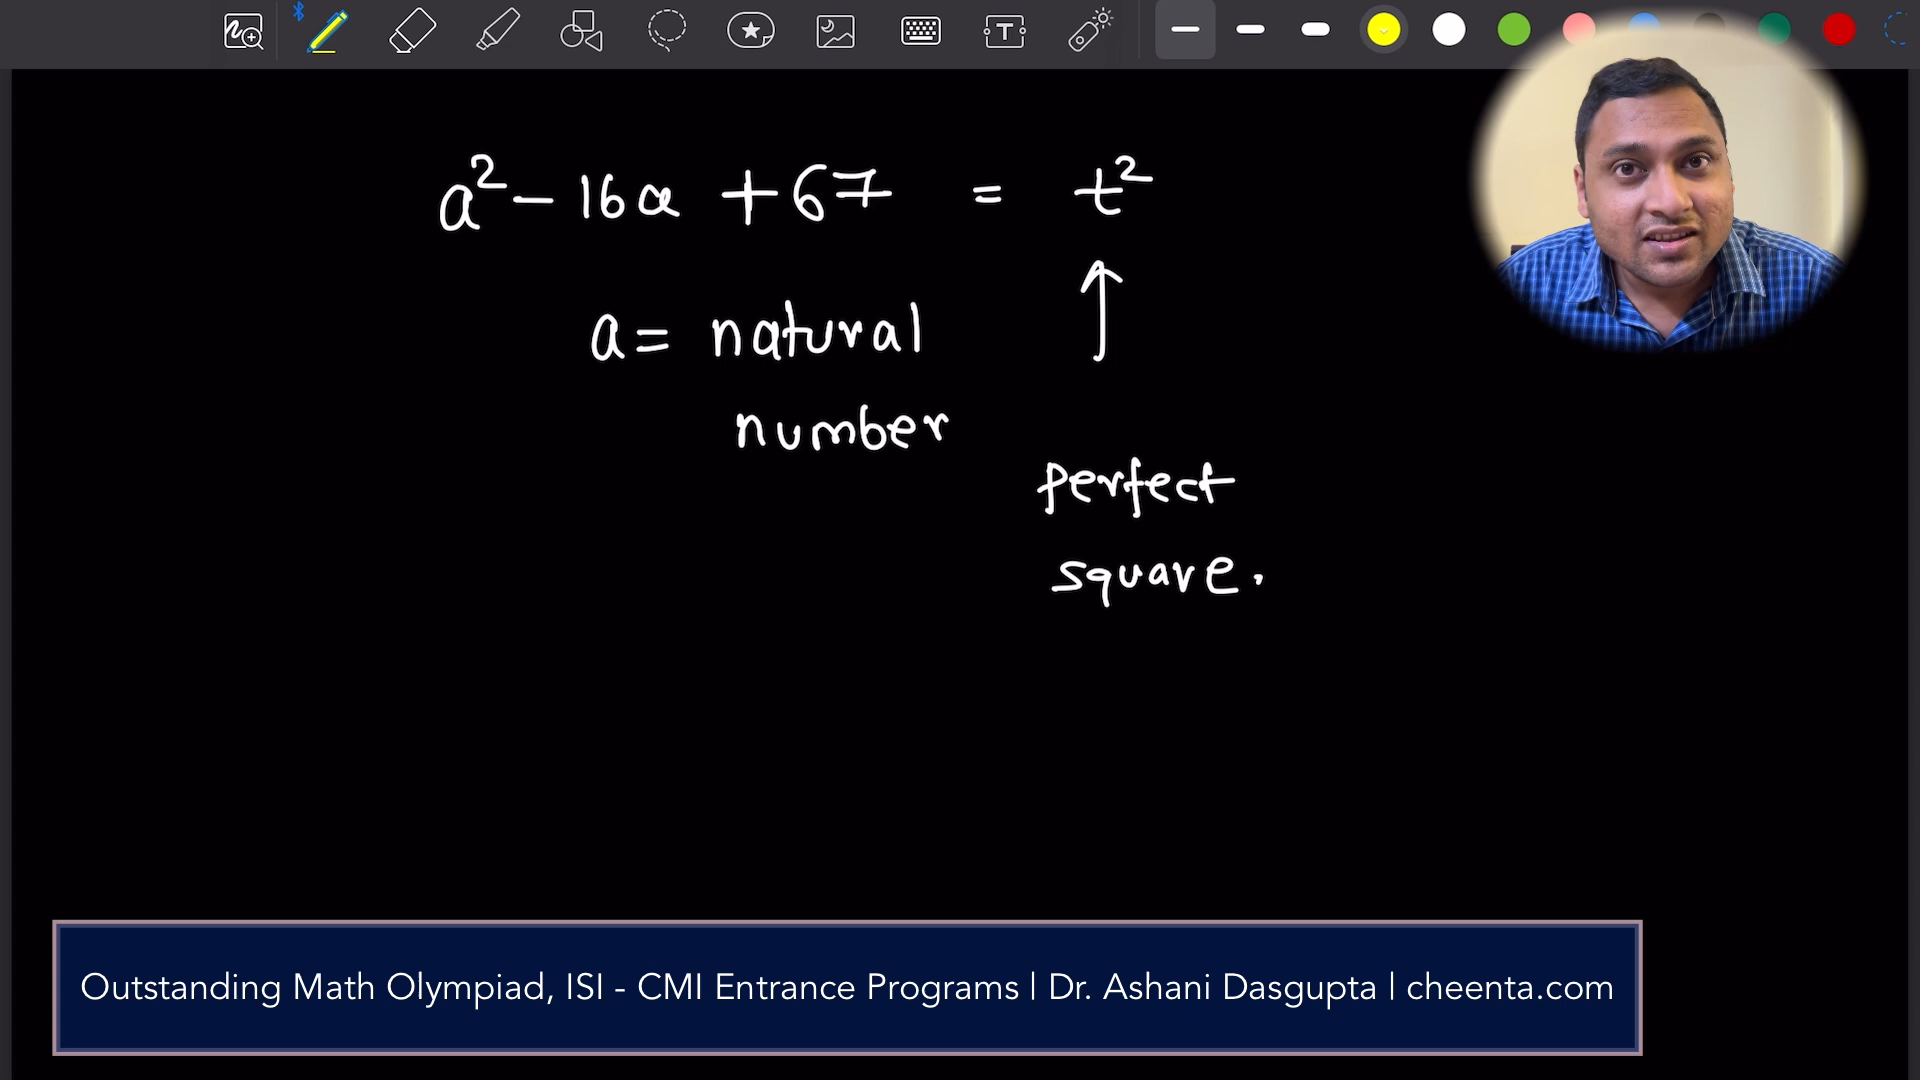 a² - 16a + 67 = t²
a = natural
number
↑
perfect
square.
Outstanding Math Olympiad, ISI - CMI Entrance Programs | Dr. Ashani Dasgupta | cheenta.com